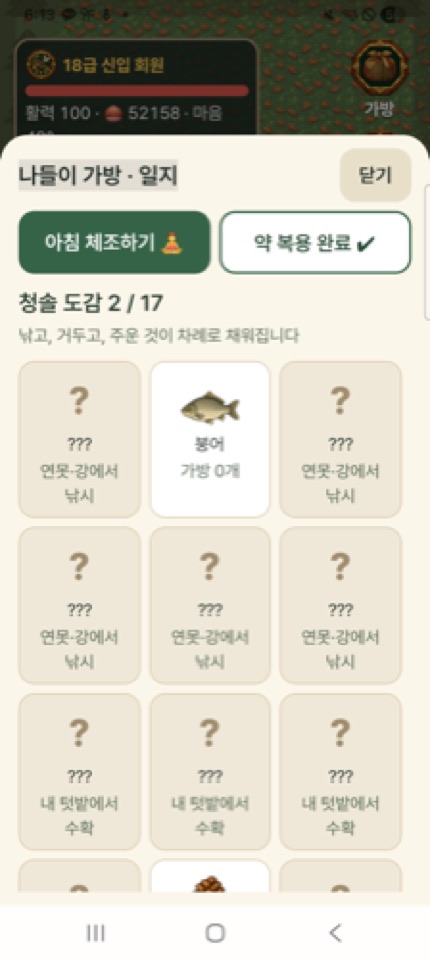 6:13
18급 신입 회원
활력 100 · 52158 · 마음
가방
나들이 가방 · 일지
닫기
아침 체조하기
약 복용 완료 ✔
청솔 도감 2 / 17
낚고, 거두고, 주운 것이 차례로 채워집니다
?
???
연못·강에서
낚시
붕어
가방 0개
?
???
연못·강에서
낚시
?
???
연못·강에서
낚시
?
???
연못·강에서
낚시
?
???
연못·강에서
낚시
?
???
내 텃밭에서
수확
?
???
내 텃밭에서
수확
?
???
내 텃밭에서
수확